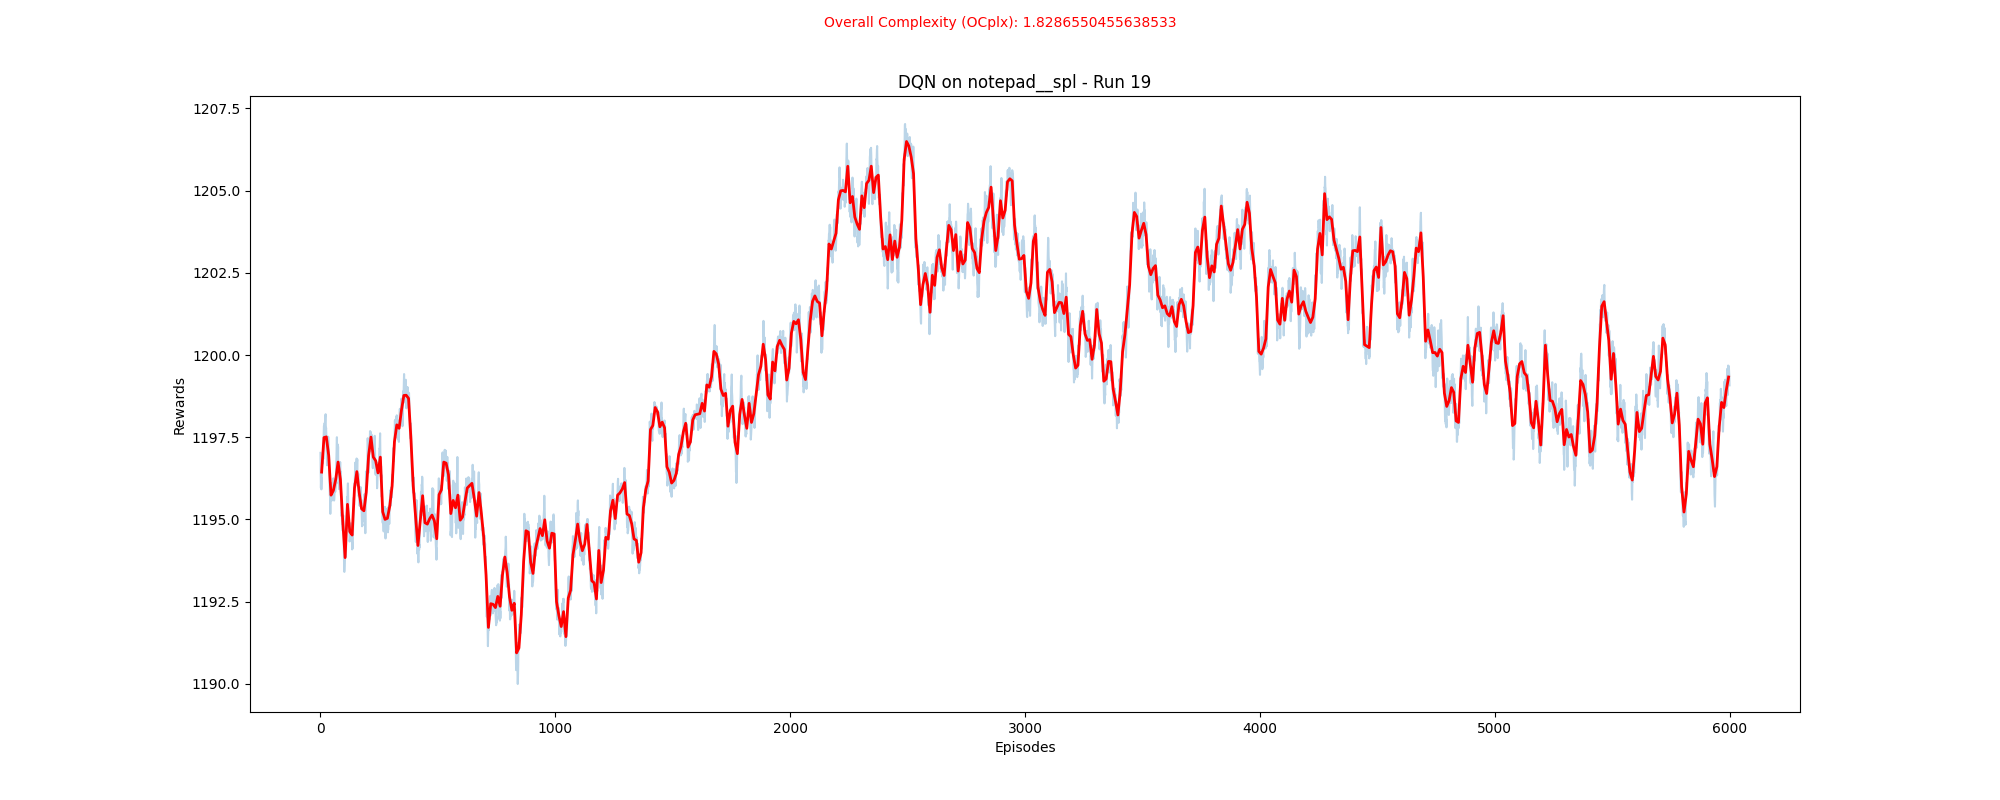 Overall Complexity (OCplx): 1.8286550455638533
DQN on notepad__spl - Run 19
1207.5
1205.0
1202.5
1200.0
1197.5
1195.0
1192.5
1190.0
Rewards
0 1000 2000 3000 4000 5000 6000
Episodes